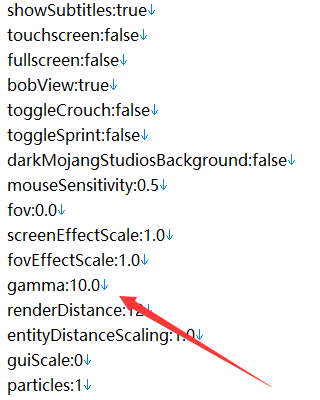 showSubtitles:true↓
touchscreen:false↓
fullscreen:false↓
bobView:true↓
toggleCrouch:false↓
toggleSprint:false↓
darkMojangStudiosBackground:false↓
mouseSensitivity:0.5↓
fov:0.0↓
screenEffectScale:1.0↓
fovEffectScale:1.0↓
gamma:10.0↓
renderDistance:12↓
entityDistanceScaling:1.0↓
guiScale:0↓
particles:1↓